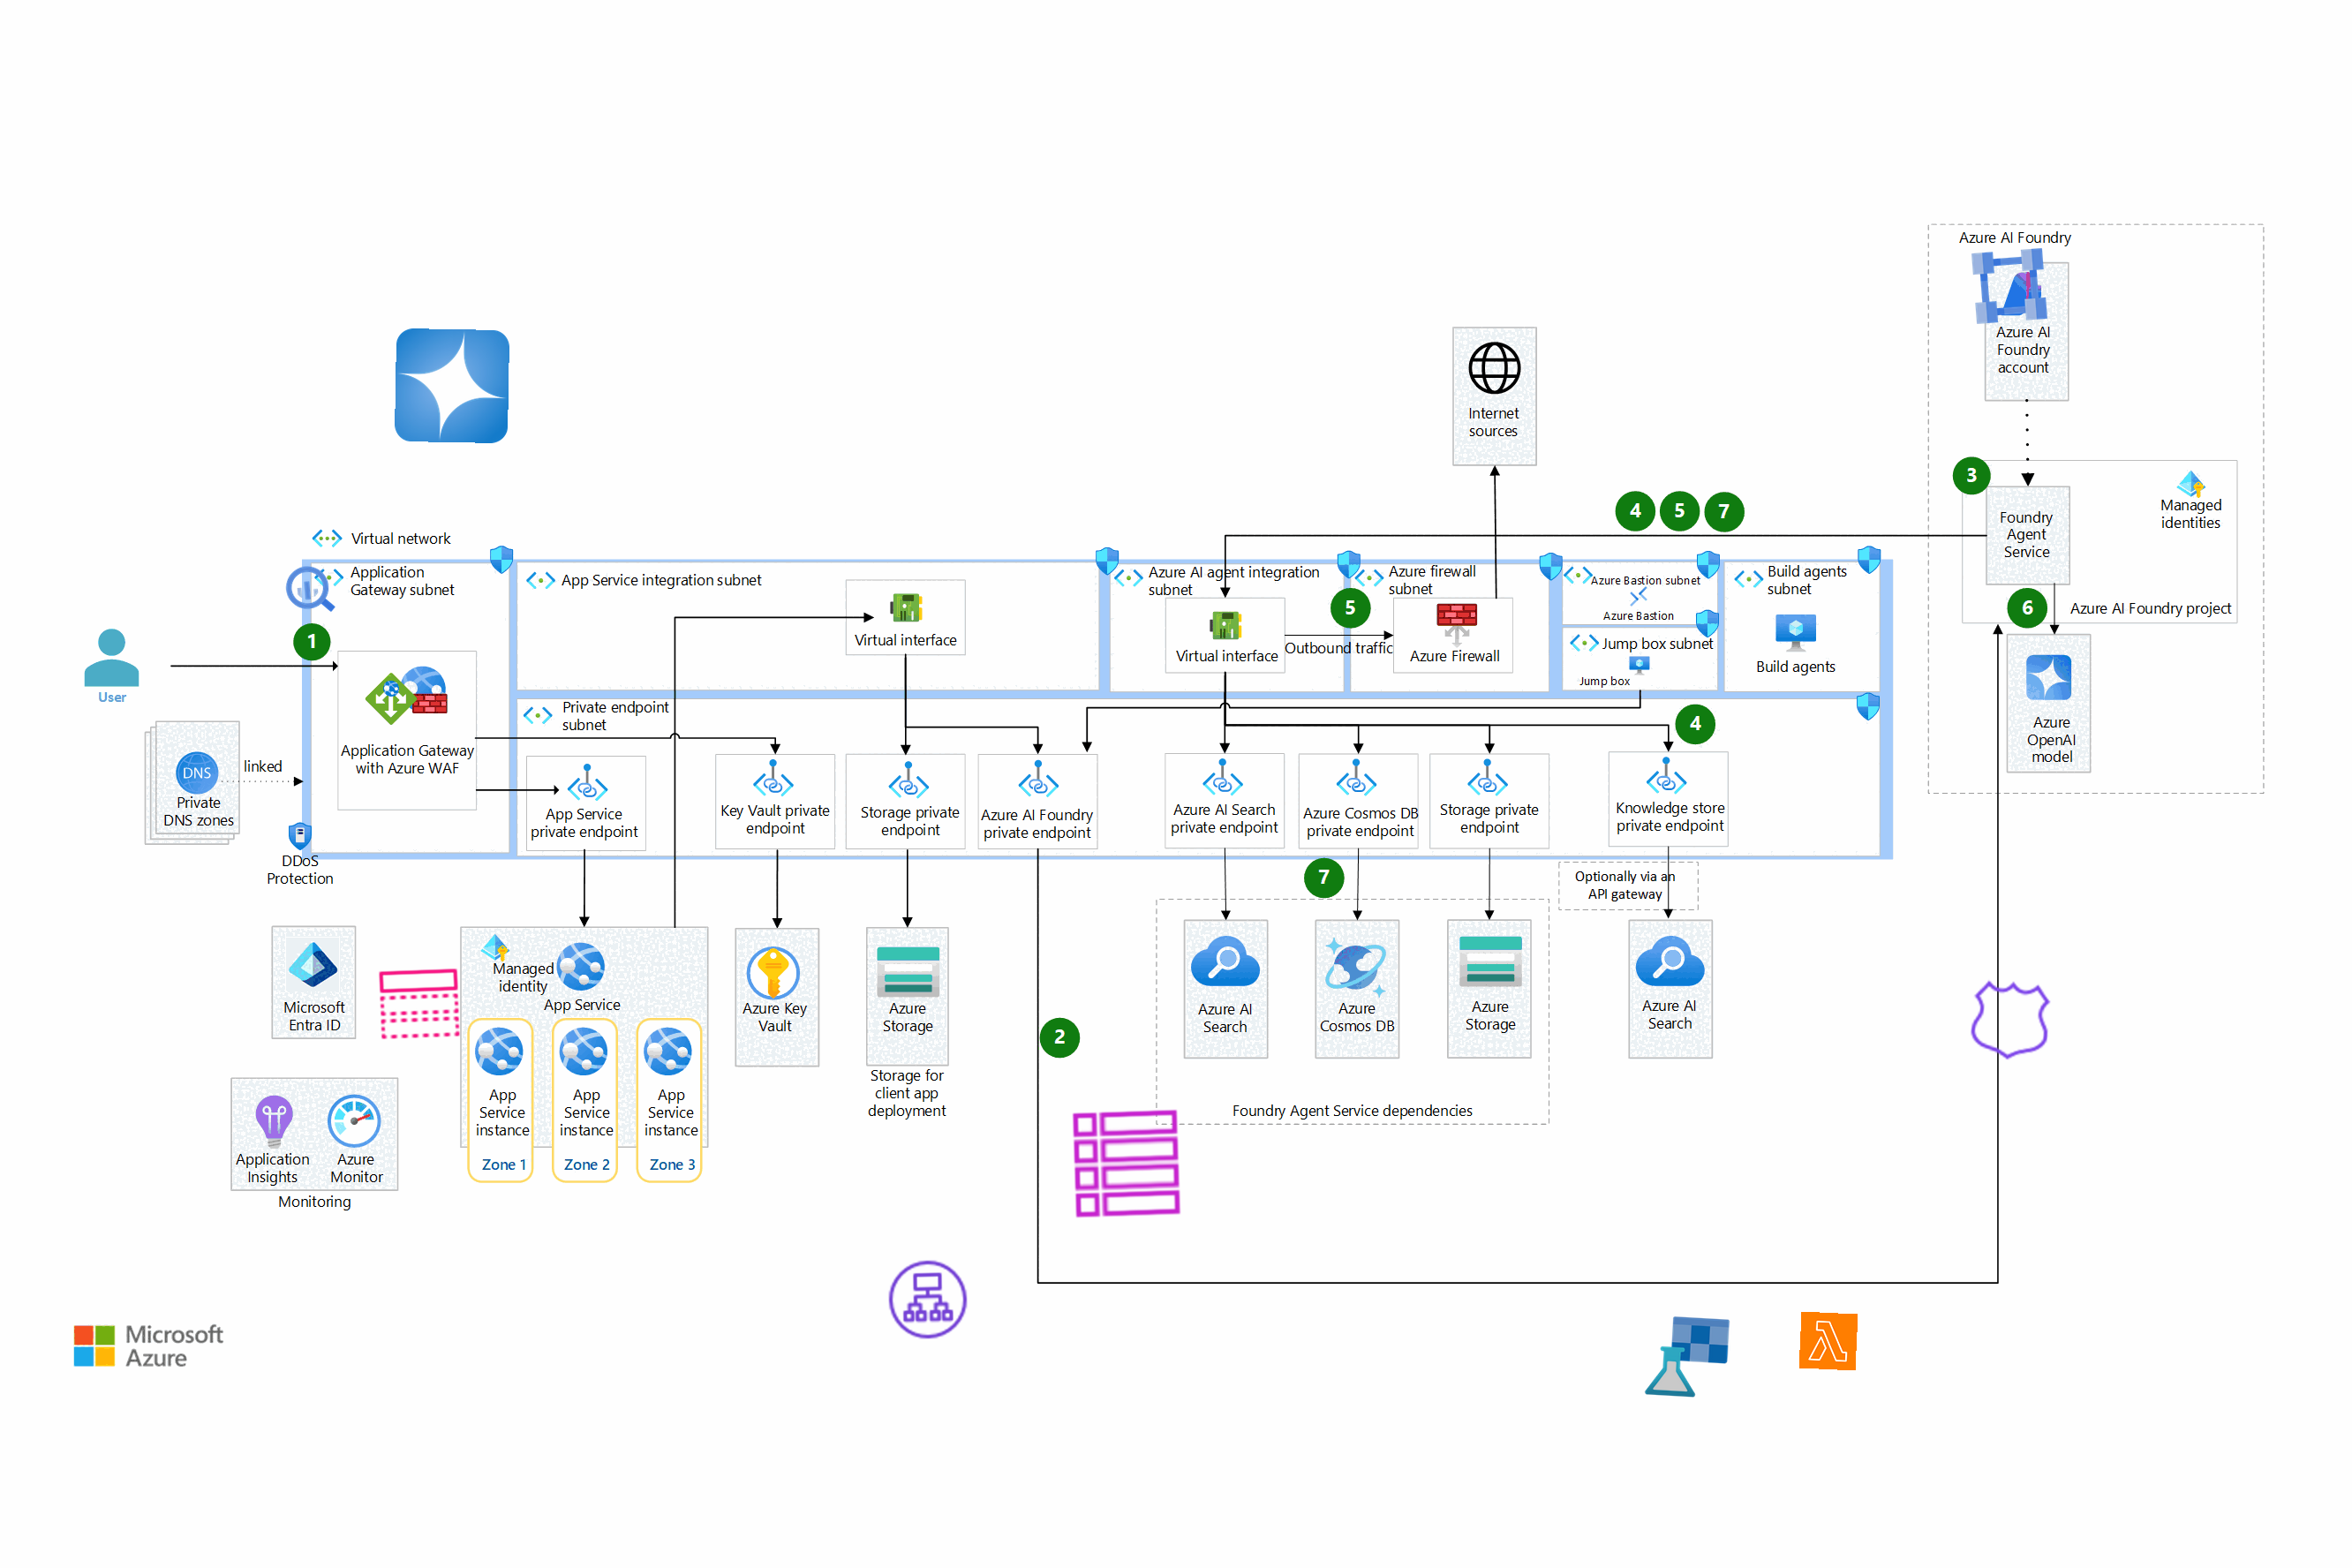 Azure AI Foundry
Azure AI
Foundry
account
Internet
sources
3
Managed
identities
Foundry
Agent
Service
4
5
7
6
Azure AI Foundry project
Azure
OpenAI
model
Virtual network
Application
Gateway subnet
App Service integration subnet
Virtual interface
Azure AI agent integration
subnet
Virtual interface
5
Outbound traffic
Azure firewall
subnet
Azure Firewall
Azure Bastion subnet
Azure Bastion
Jump box subnet
Jump box
Build agents
subnet
Build agents
1
User
Application Gateway
with Azure WAF
DNS
Private
DNS zones
linked
DDoS
Protection
Private endpoint
subnet
App Service
private endpoint
Key Vault private
endpoint
Storage private
endpoint
Azure AI Foundry
private endpoint
Azure AI Search
private endpoint
Azure Cosmos DB
private endpoint
Storage private
endpoint
4
Knowledge store
private endpoint
7
Optionally via an
API gateway
Microsoft
Entra ID
Managed
identity
App Service
App
Service
instance
Zone 1
App
Service
instance
Zone 2
App
Service
instance
Zone 3
Azure Key
Vault
Azure
Storage
Storage for
client app
deployment
2
Azure AI
Search
Azure
Cosmos DB
Azure
Storage
Foundry Agent Service dependencies
Azure AI
Search
Application
Insights
Azure
Monitor
Monitoring
Microsoft
Azure